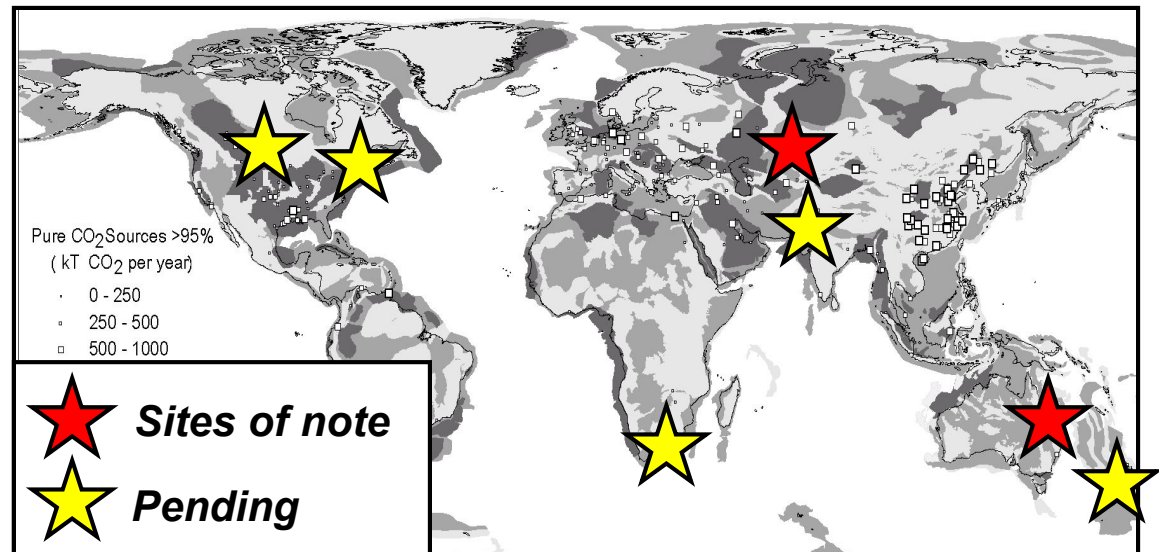 Pure CO2Sources >95%
( kT CO2 per year)
0 - 250
250 - 500
500 - 1000
Sites of note
Pending